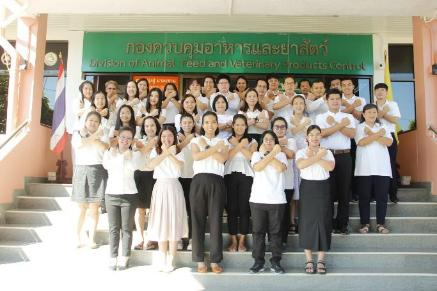 กองควบคุมอาหารและยาสัตว์
Division of Animal Feed and Veterinary Products Control